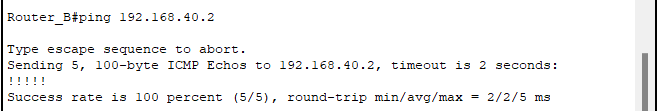 Router_B#ping 192.168.40.2
Type escape sequence to abort.
Sending 5, 100-byte ICMP Echos to 192.168.40.2, timeout is 2 seconds:
!!!!!
Success rate is 100 percent (5/5), round-trip min/avg/max = 2/2/5 ms